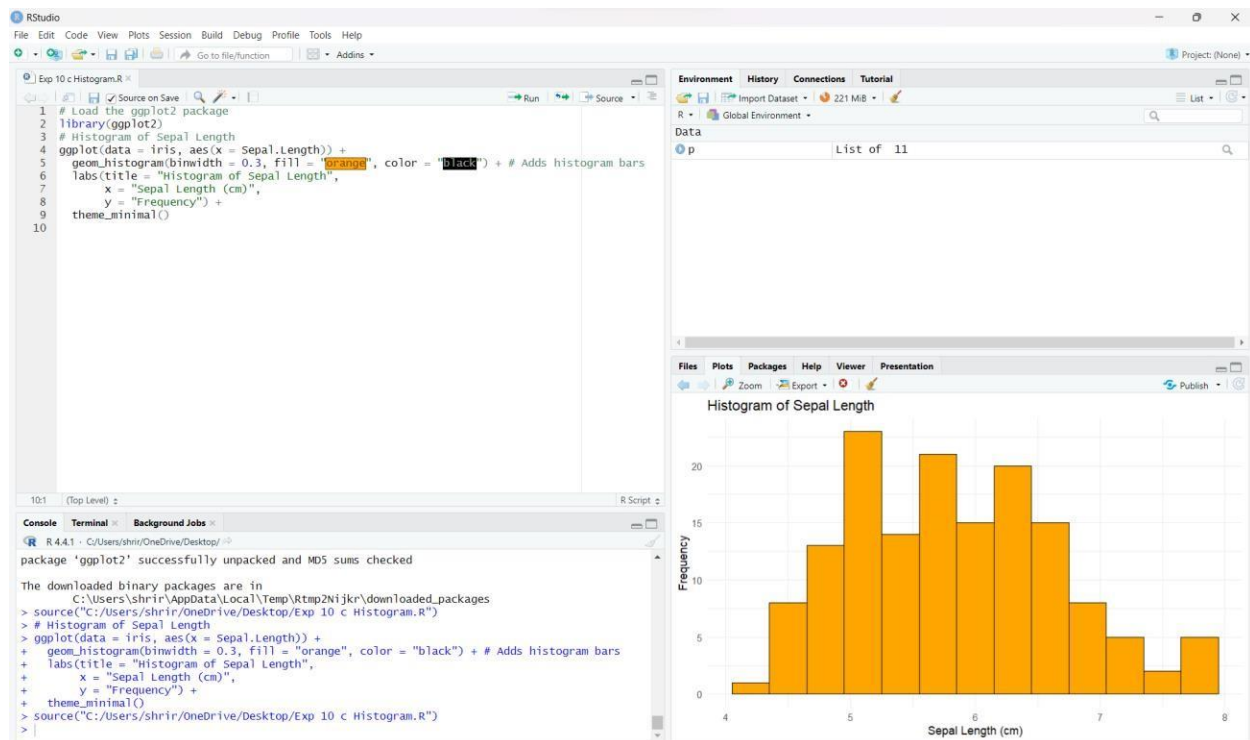 RStudio
File Edit Code View Plots Session Build Debug Profile Tools Help
Go to file/function Addins Project: (None)
Exp 10 c Histogram.R
Source on Save Run Source
1 # Load the ggplot2 package
2 library(ggplot2)
3 # Histogram of Sepal Length
4 ggplot(data = iris, aes(x = Sepal.Length)) +
5 geom_histogram(binwidth = 0.3, fill = "orange", color = "black") + # Adds histogram bars
6 labs(title = "Histogram of Sepal Length",
7 x = "Sepal Length (cm)",
8 y = "Frequency") +
9 theme_minimal()
10
10:1 (Top Level) R Script
Console Terminal Background Jobs
R 4.4.1 · C:/Users/shrir/OneDrive/Desktop/
package ‘ggplot2’ successfully unpacked and MD5 sums checked
The downloaded binary packages are in
C:\Users\shrir\AppData\Local\Temp\Rtmp2Nijkr\downloaded_packages
> source("C:/Users/shrir/OneDrive/Desktop/Exp 10 c Histogram.R")
> # Histogram of Sepal Length
> ggplot(data = iris, aes(x = Sepal.Length)) +
+ geom_histogram(binwidth = 0.3, fill = "orange", color = "black") + # Adds histogram bars
+ labs(title = "Histogram of Sepal Length",
+ x = "Sepal Length (cm)",
+ y = "Frequency") +
+ theme_minimal()
> source("C:/Users/shrir/OneDrive/Desktop/Exp 10 c Histogram.R")
>
Environment History Connections Tutorial
Import Dataset 221 MiB List
R Global Environment
Data
p List of 11
Files Plots Packages Help Viewer Presentation
Zoom Export Publish
Histogram of Sepal Length
Frequency
20
15
10
5
0
4 5 6 7 8
Sepal Length (cm)